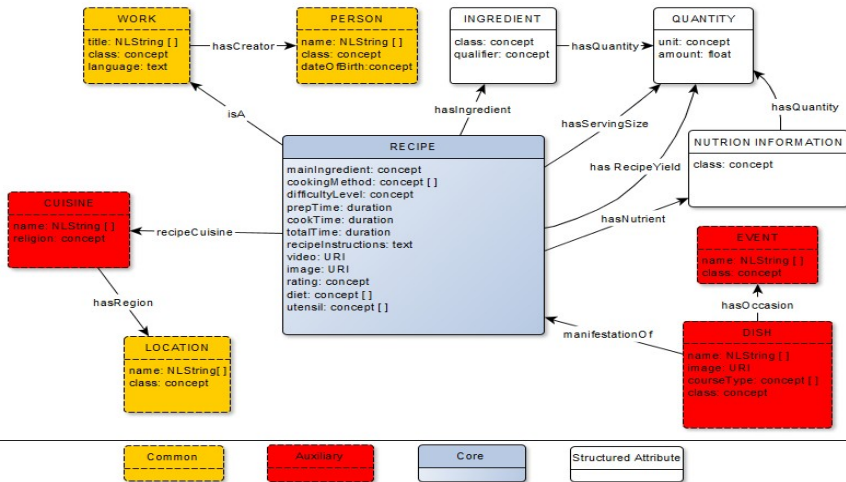 WORK
title: NLString [ ]
class: concept
language: text
hasCreator
PERSON
name: NLString [ ]
class: concept
dateOfBirth:concept
INGREDIENT
class: concept
qualifier: concept
hasQuantity
QUANTITY
unit: concept
amount: float
isA
hasIngredient
hasServingSize
has RecipeYield
hasQuantity
NUTRION INFORMATION
class: concept
hasNutrient
RECIPE
mainIngredient: concept
cookingMethod: concept [ ]
difficultyLevel: concept
prepTime: duration
cookTime: duration
totalTime: duration
recipeInstructions: text
video: URI
image: URI
rating: concept
diet: concept [ ]
utensil: concept [ ]
CUISINE
name: NLString [ ]
religion: concept
recipeCuisine
hasRegion
LOCATION
name: NLString[ ]
class: concept
EVENT
name: NLString [ ]
class: concept
hasOccasion
manifestationOf
DISH
name: NLString [ ]
image: URI
courseType: concept [ ]
class: concept
Common
Auxiliary
Core
Structured Attribute